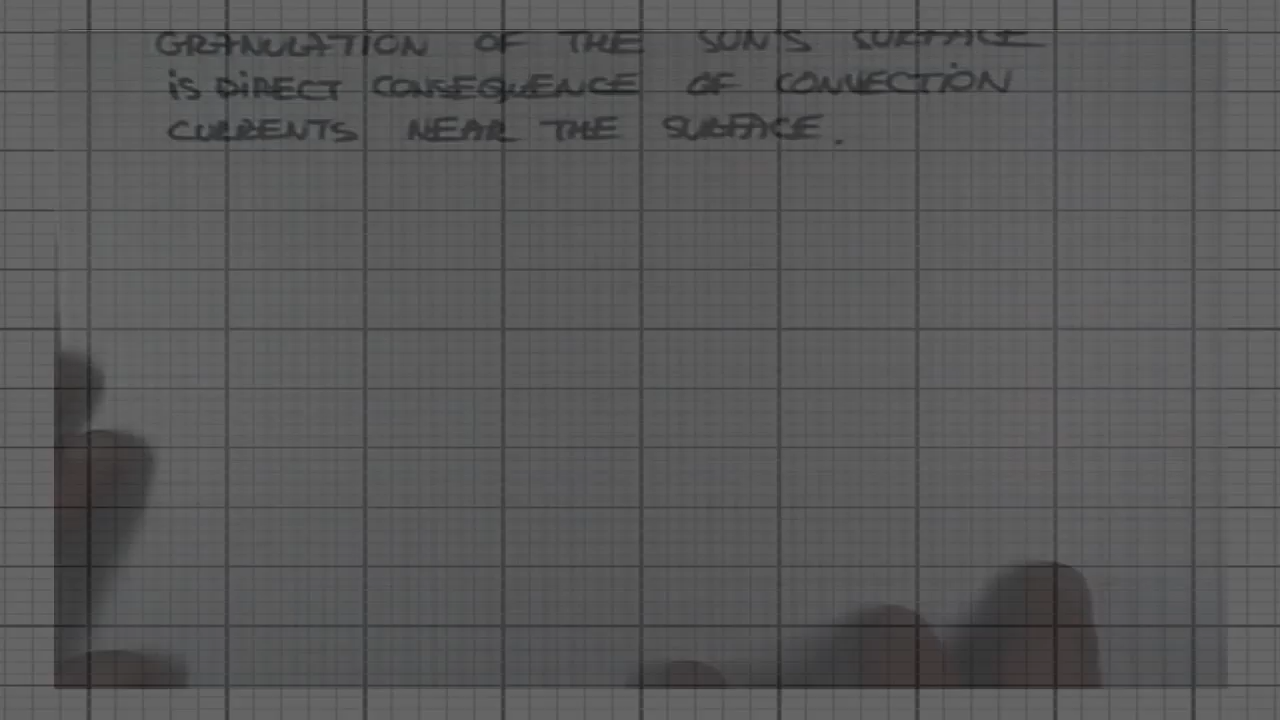 GRANULATION OF THE SUN'S SURFACE
iS DiRECT CONSEQUENCE OF CONVECTiON
CURRENTS NEAR THE SURFACE.